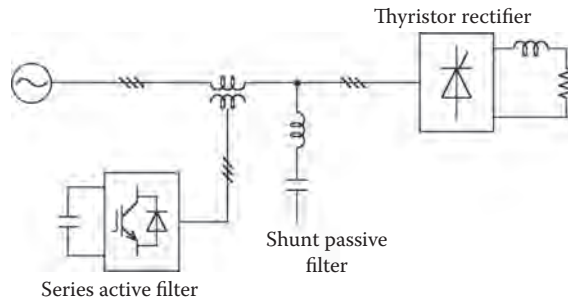 Thyristor rectifier
Shunt passive
filter
Series active filter